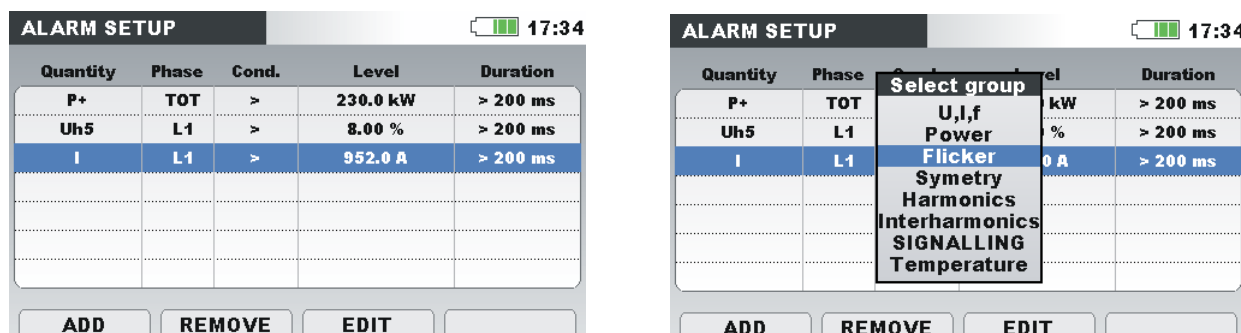 ALARM SETUP 17:34
Quantity Phase Cond. Level Duration
P+ TOT > 230.0 kW > 200 ms
Uh5 L1 > 8.00 % > 200 ms
I L1 > 952.0 A > 200 ms
ADD REMOVE EDIT
ALARM SETUP 17:34
Quantity Phase Duration
Select group
P+ TOT kW > 200 ms
U,I,f
Uh5 L1 Power % > 200 ms
I L1 Flicker 0 A > 200 ms
Symetry
Harmonics
Interharmonics
SIGNALLING
Temperature
ADD REMOVE EDIT